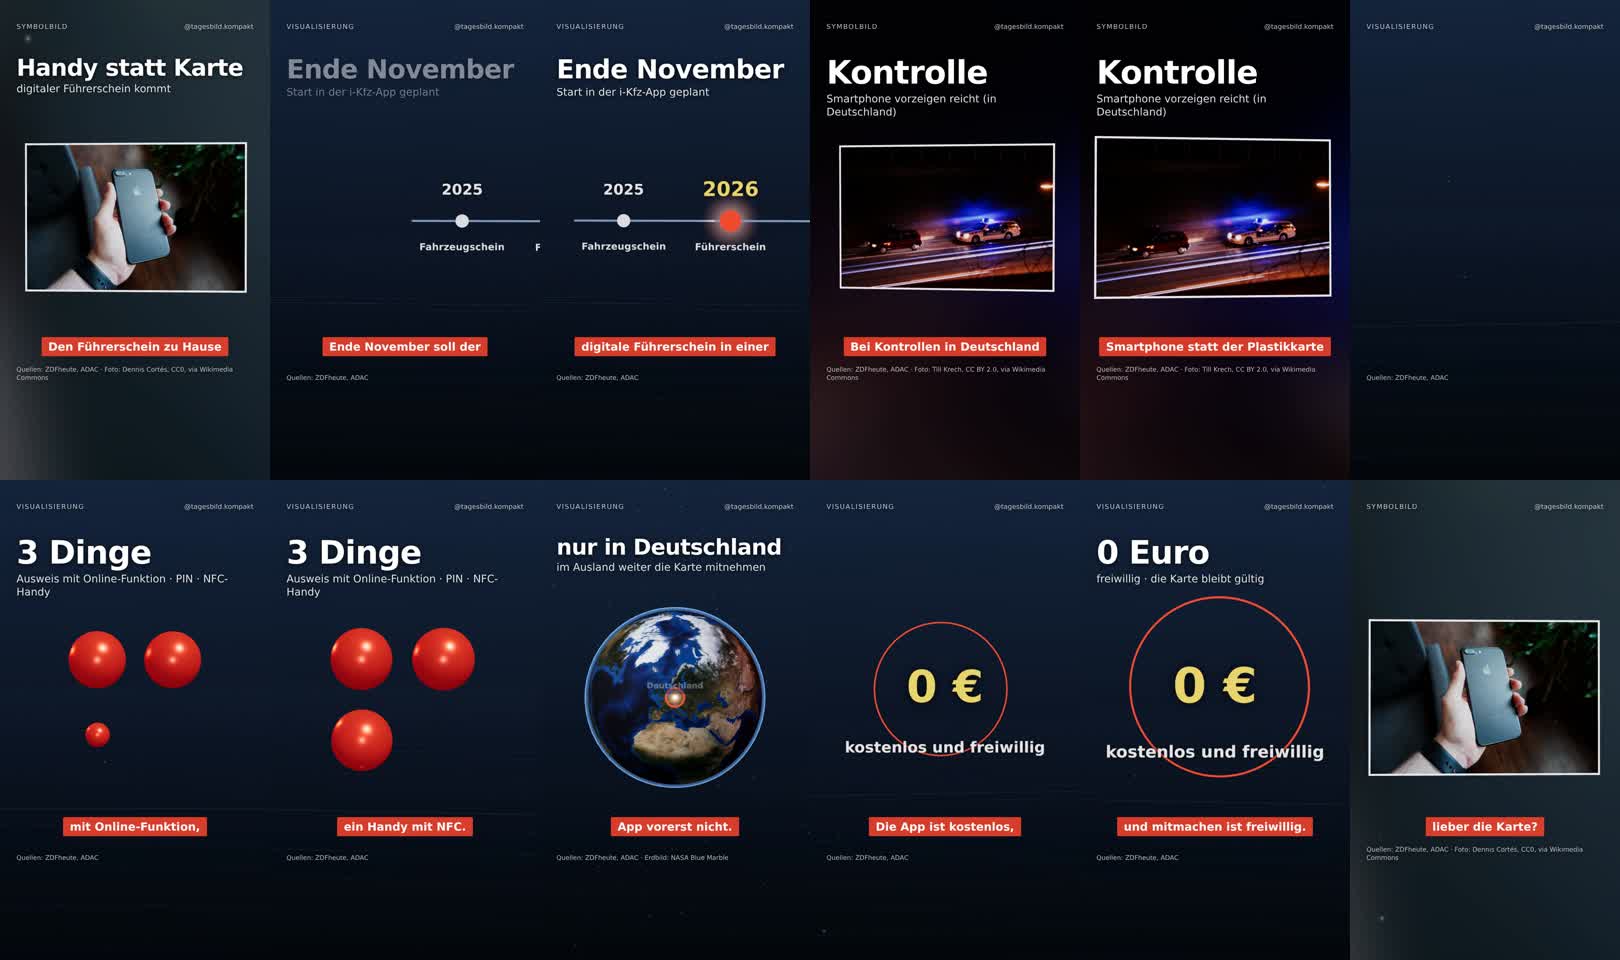 SYMBOLBILD
@tagesbild.kompakt
Handy statt Karte
digitaler Führerschein kommt
Den Führerschein zu Hause
Quellen: ZDFheute, ADAC · Foto: Dennis Cortés, CC0, via Wikimedia
Commons
VISUALISIERUNG
@tagesbild.kompakt
Ende November
Start in der i-Kfz-App geplant
2025
Fahrzeugschein
F
Ende November soll der
Quellen: ZDFheute, ADAC
VISUALISIERUNG
@tagesbild.kompakt
Ende November
Start in der i-Kfz-App geplant
2025
2026
Fahrzeugschein
Führerschein
digitale Führerschein in einer
Quellen: ZDFheute, ADAC
SYMBOLBILD
@tagesbild.kompakt
Kontrolle
Smartphone vorzeigen reicht (in
Deutschland)
Bei Kontrollen in Deutschland
Quellen: ZDFheute, ADAC · Foto: Till Krech, CC BY 2.0, via Wikimedia
Commons
SYMBOLBILD
@tagesbild.kompakt
Kontrolle
Smartphone vorzeigen reicht (in
Deutschland)
Smartphone statt der Plastikkarte
Quellen: ZDFheute, ADAC · Foto: Till Krech, CC BY 2.0, via Wikimedia
Commons
VISUALISIERUNG
@tagesbild.kompakt
Quellen: ZDFheute, ADAC
VISUALISIERUNG
@tagesbild.kompakt
3 Dinge
Ausweis mit Online-Funktion · PIN · NFC-
Handy
mit Online-Funktion,
Quellen: ZDFheute, ADAC
VISUALISIERUNG
@tagesbild.kompakt
3 Dinge
Ausweis mit Online-Funktion · PIN · NFC-
Handy
ein Handy mit NFC.
Quellen: ZDFheute, ADAC
VISUALISIERUNG
@tagesbild.kompakt
nur in Deutschland
im Ausland weiter die Karte mitnehmen
Deutschland
App vorerst nicht.
Quellen: ZDFheute, ADAC · Erdbild: NASA Blue Marble
VISUALISIERUNG
@tagesbild.kompakt
0 €
kostenlos und freiwillig
Die App ist kostenlos,
Quellen: ZDFheute, ADAC
VISUALISIERUNG
@tagesbild.kompakt
0 Euro
freiwillig · die Karte bleibt gültig
0 €
kostenlos und freiwillig
und mitmachen ist freiwillig.
Quellen: ZDFheute, ADAC
SYMBOLBILD
@tagesbild.kompakt
lieber die Karte?
Quellen: ZDFheute, ADAC · Foto: Dennis Cortés, CC0, via Wikimedia
Commons